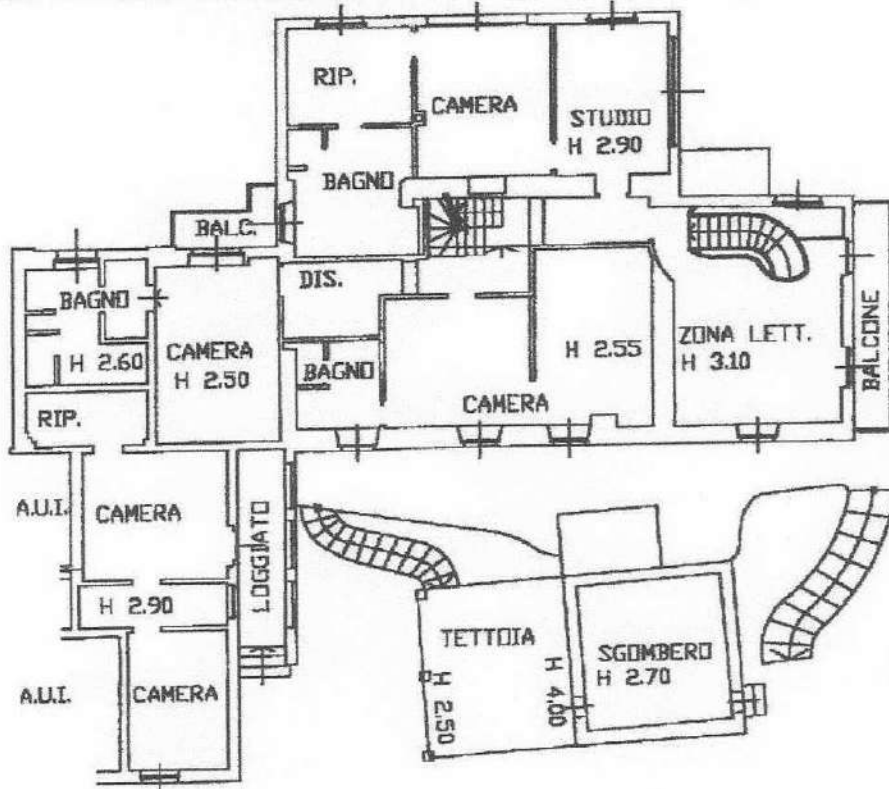 RIP.
CAMERA
STUDIO
H 2.90
BAGNO
BALC.
DIS.
BAGNO
H 2.60
CAMERA
H 2.50
BAGNO
H 2.55
CAMERA
ZONA LETT.
H 3.10
BALCONE
RIP.
A.U.I.
CAMERA
LOGGIATO
H 2.90
A.U.I.
CAMERA
TETTOIA
H 2.50
H 4.00
SGOMBERO
H 2.70